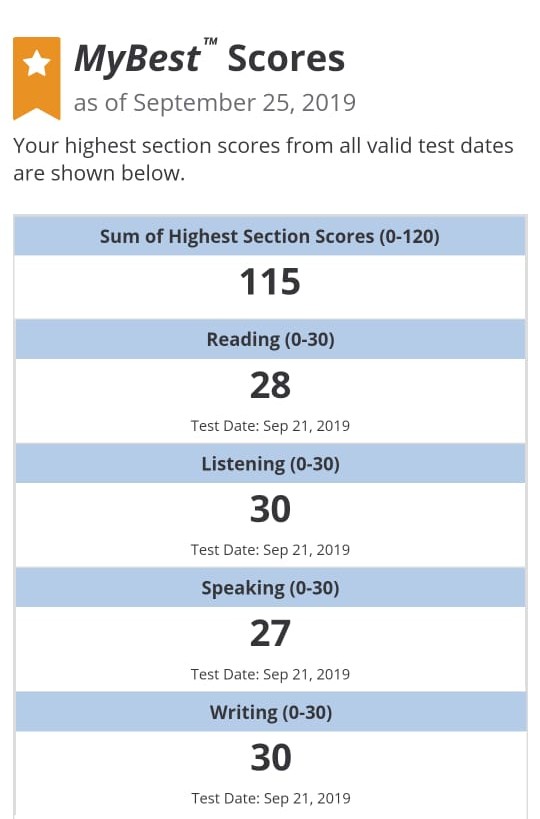 MyBest™ Scores
as of September 25, 2019
Your highest section scores from all valid test dates
are shown below.
Sum of Highest Section Scores (0-120)
115
Reading (0-30)
28
Test Date: Sep 21, 2019
Listening (0-30)
30
Test Date: Sep 21, 2019
Speaking (0-30)
27
Test Date: Sep 21, 2019
Writing (0-30)
30
Test Date: Sep 21, 2019